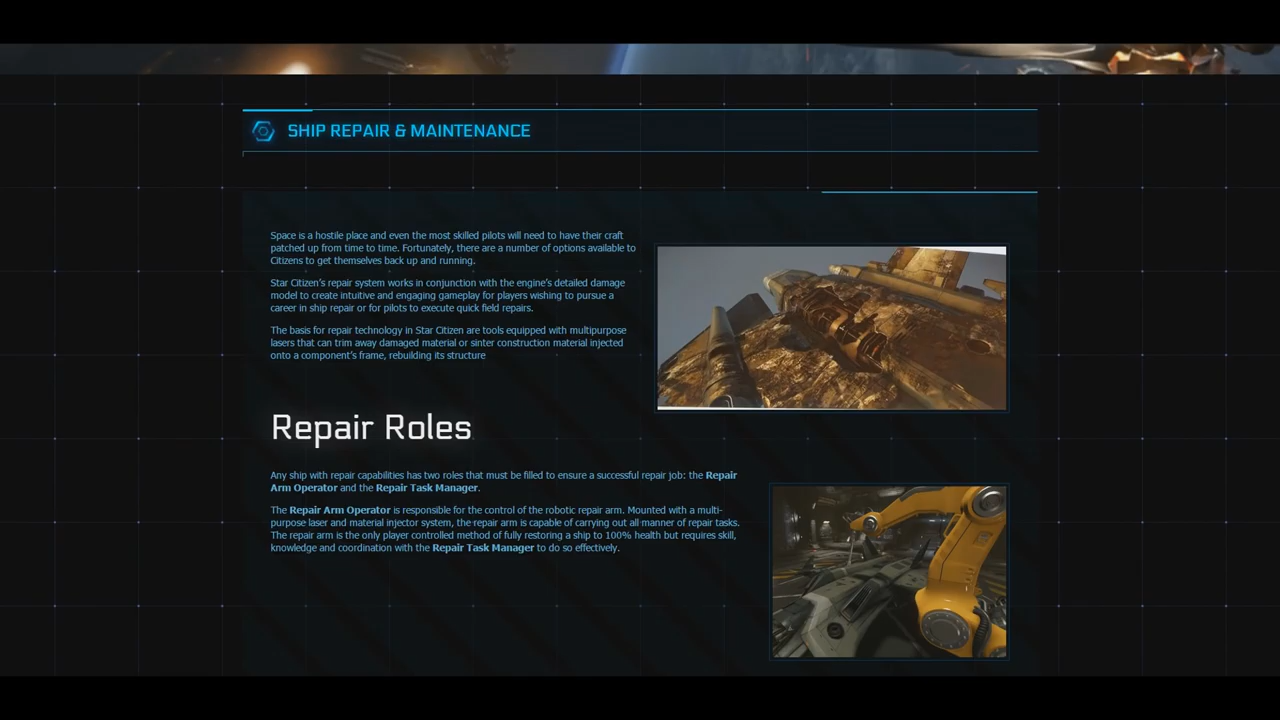 SHIP REPAIR & MAINTENANCE
Space is a hostile place and even the most skilled pilots will need to have their craft
patched up from time to time. Fortunately, there are a number of options available to
Citizens to get themselves back up and running.
Star Citizen's repair system works in conjunction with the engine's detailed damage
model to create intuitive and engaging gameplay for players wishing to pursue a
career in ship repair or for pilots to execute quick field repairs.
The basis for repair technology in Star Citizen are tools equipped with multipurpose
lasers that can trim away damaged material or sinter construction material injected
onto a component's frame, rebuilding its structure
Repair Roles
Any ship with repair capabilities has two roles that must be filled to ensure a successful repair job: the Repair
Arm Operator and the Repair Task Manager.
The Repair Arm Operator is responsible for the control of the robotic repair arm. Mounted with a multi-
purpose laser and material injector system, the repair arm is capable of carrying out all manner of repair tasks.
The repair arm is the only player controlled method of fully restoring a ship to 100% health but requires skill,
knowledge and coordination with the Repair Task Manager to do so effectively.